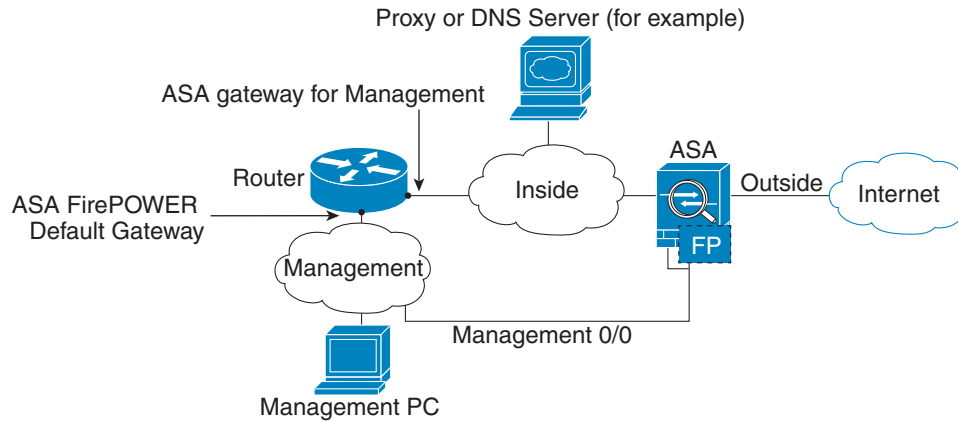 Proxy or DNS Server (for example)
ASA gateway for Management
ASA
Router
Inside
Outside
Internet
ASA FirePOWER
Default Gateway
FP
Management
Management 0/0
Management PC